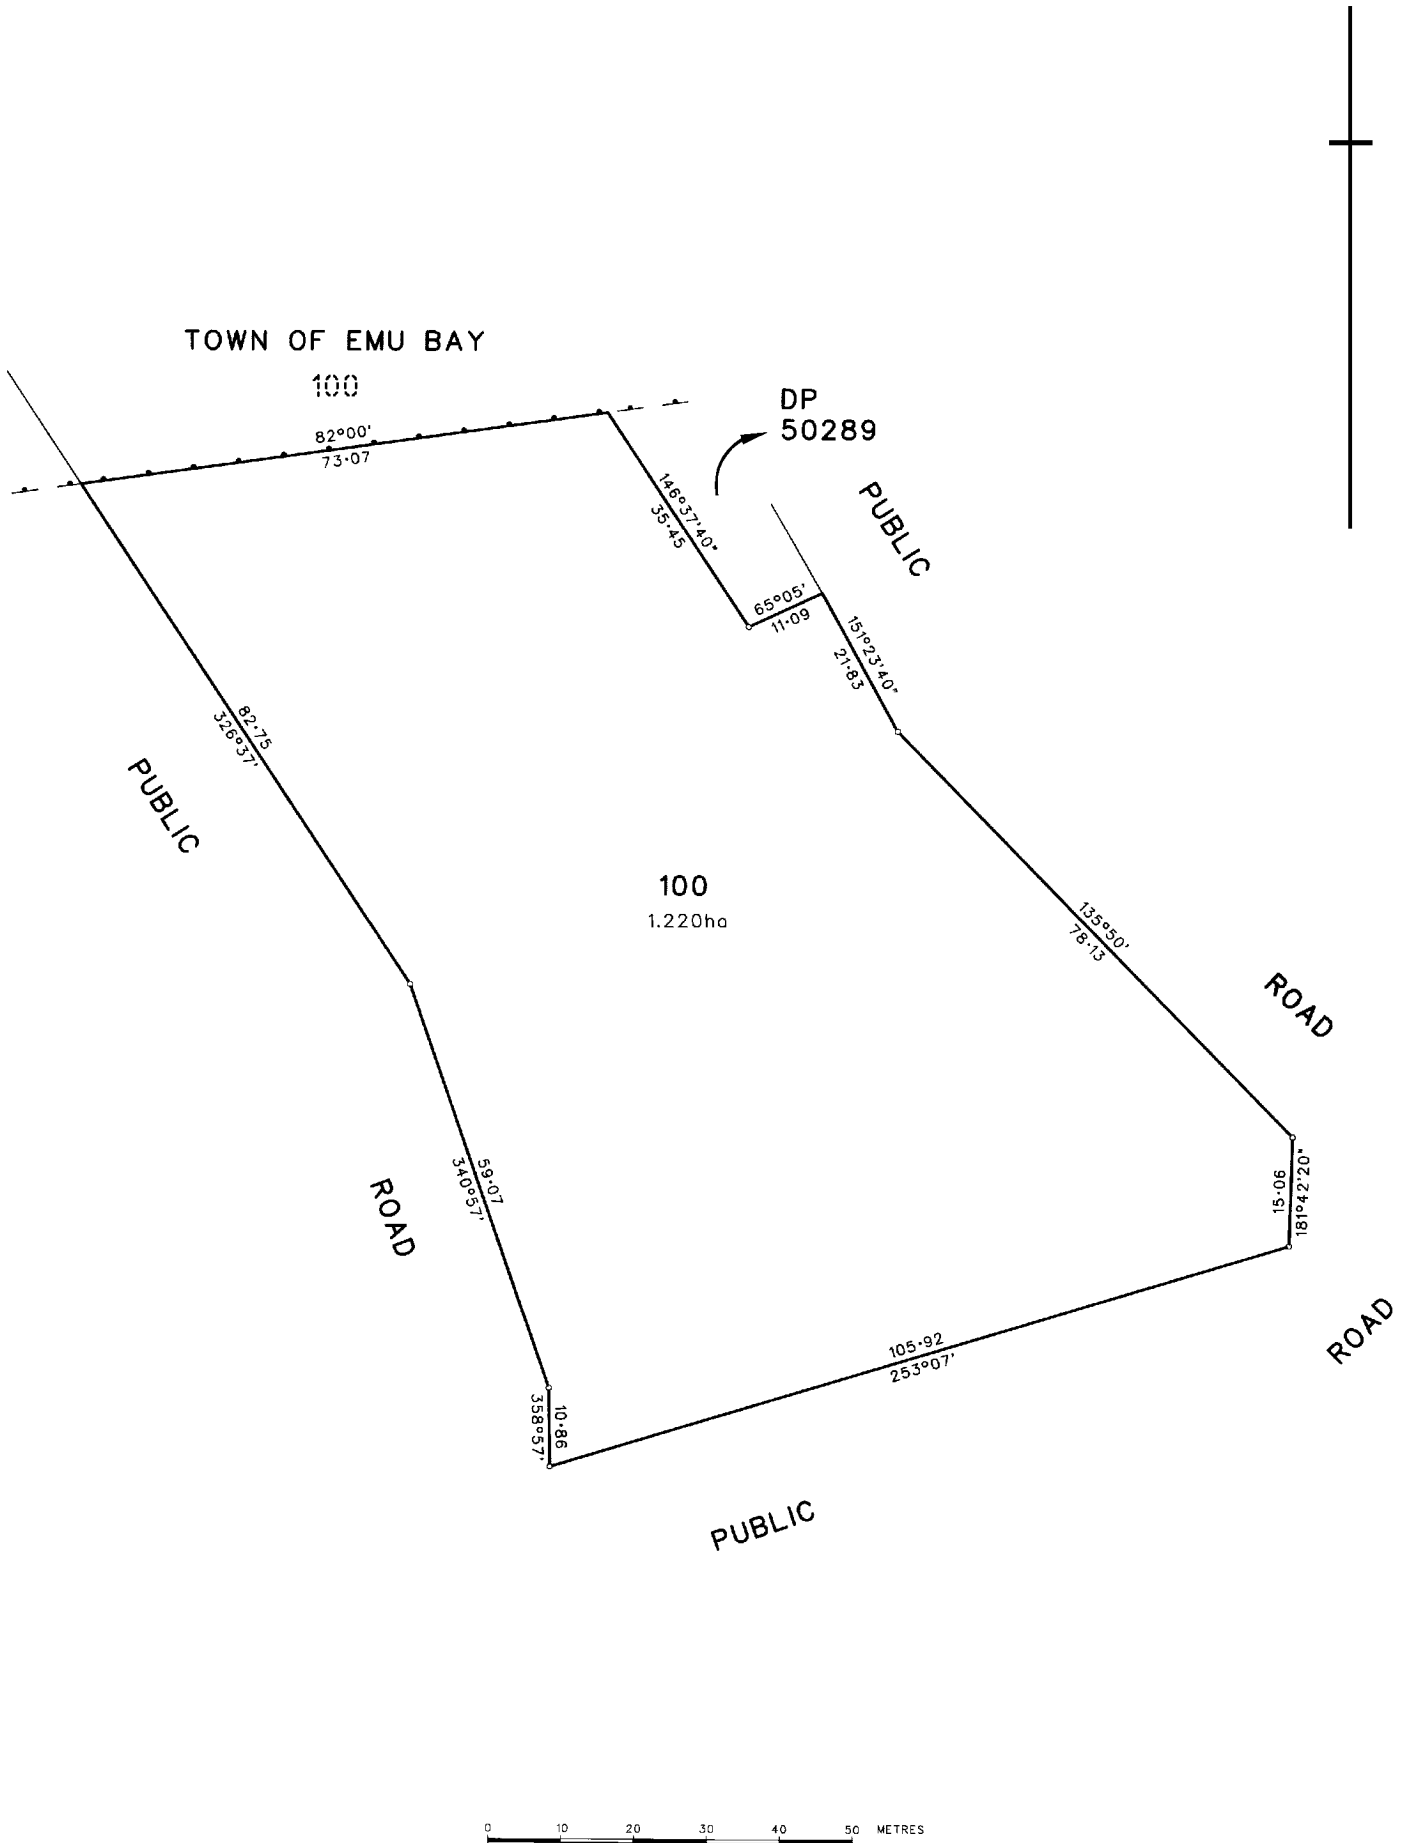 TOWN OF EMU BAY
100
DP
50289
82°00'
73·07
146°37'40"
35·45
PUBLIC
65°05'
11·09
151°23'40"
21·83
82·75
326°37'
PUBLIC
100
1.220ha
135°50'
78·13
ROAD
59·07
340°57'
ROAD
15·06
181°42'20"
105·92
253°07'
ROAD
10·86
358°57'
PUBLIC
0 10 20 30 40 50 METRES